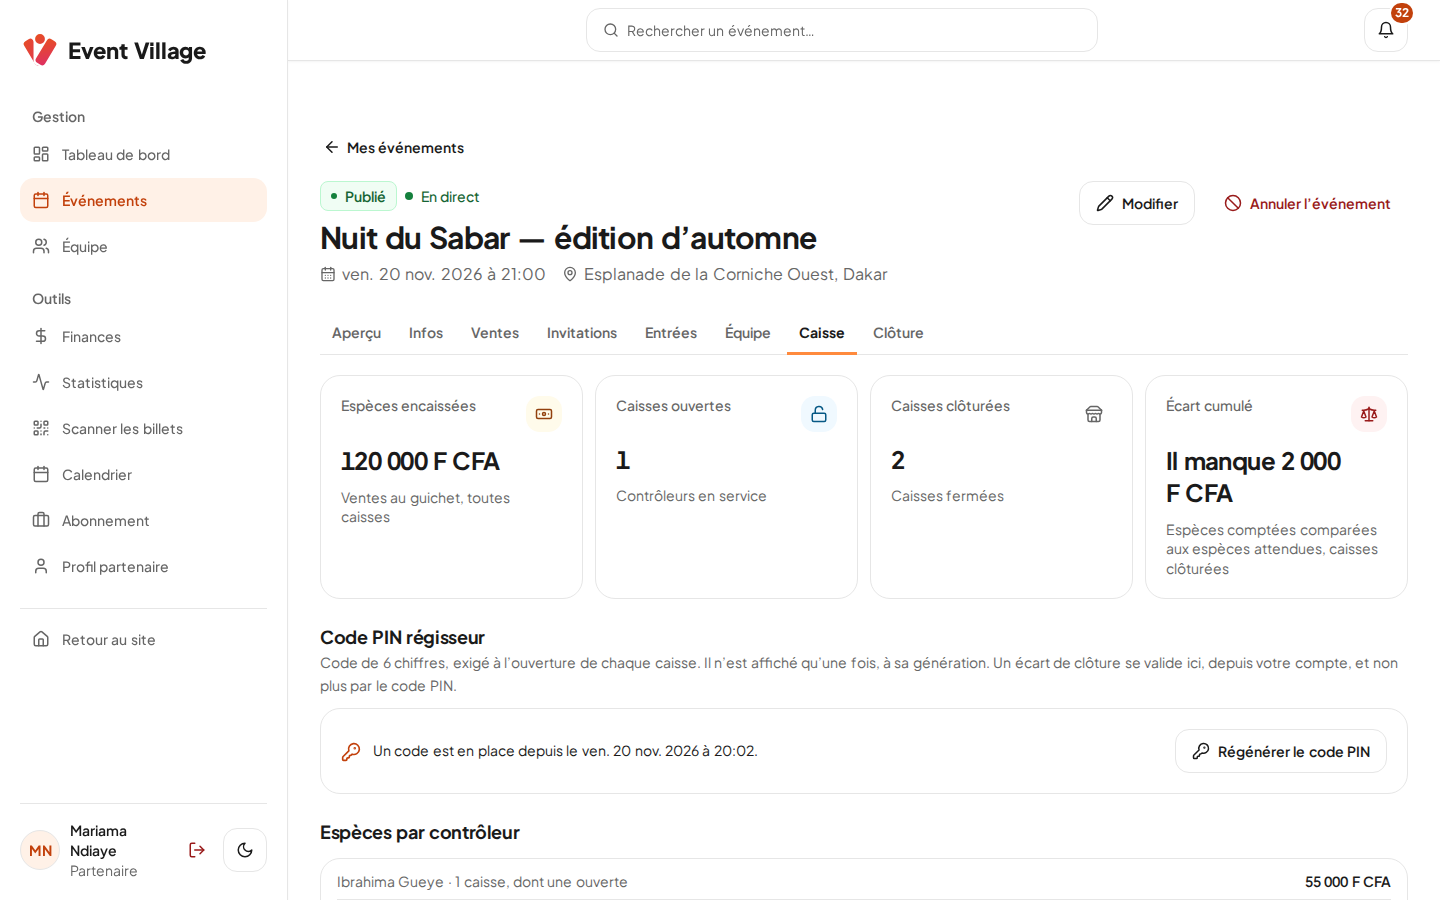 Event Village
Rechercher un événement…
32
Gestion
Tableau de bord
Événements
Équipe
Outils
Finances
Statistiques
Scanner les billets
Calendrier
Abonnement
Profil partenaire
Retour au site
MN
Mariama
Ndiaye
Partenaire
Mes événements
Publié
En direct
Modifier
Annuler l’événement
Nuit du Sabar — édition d’automne
ven. 20 nov. 2026 à 21:00
Esplanade de la Corniche Ouest, Dakar
Aperçu
Infos
Ventes
Invitations
Entrées
Équipe
Caisse
Clôture
Espèces encaissées
120 000 F CFA
Ventes au guichet, toutes
caisses
Caisses ouvertes
1
Contrôleurs en service
Caisses clôturées
2
Caisses fermées
Écart cumulé
Il manque 2 000
F CFA
Espèces comptées comparées
aux espèces attendues, caisses
clôturées
Code PIN régisseur
Code de 6 chiffres, exigé à l’ouverture de chaque caisse. Il n’est affiché qu’une fois, à sa génération. Un écart de clôture se valide ici, depuis votre compte, et non
plus par le code PIN.
Un code est en place depuis le ven. 20 nov. 2026 à 20:02.
Régénérer le code PIN
Espèces par contrôleur
Ibrahima Gueye · 1 caisse, dont une ouverte
55 000 F CFA